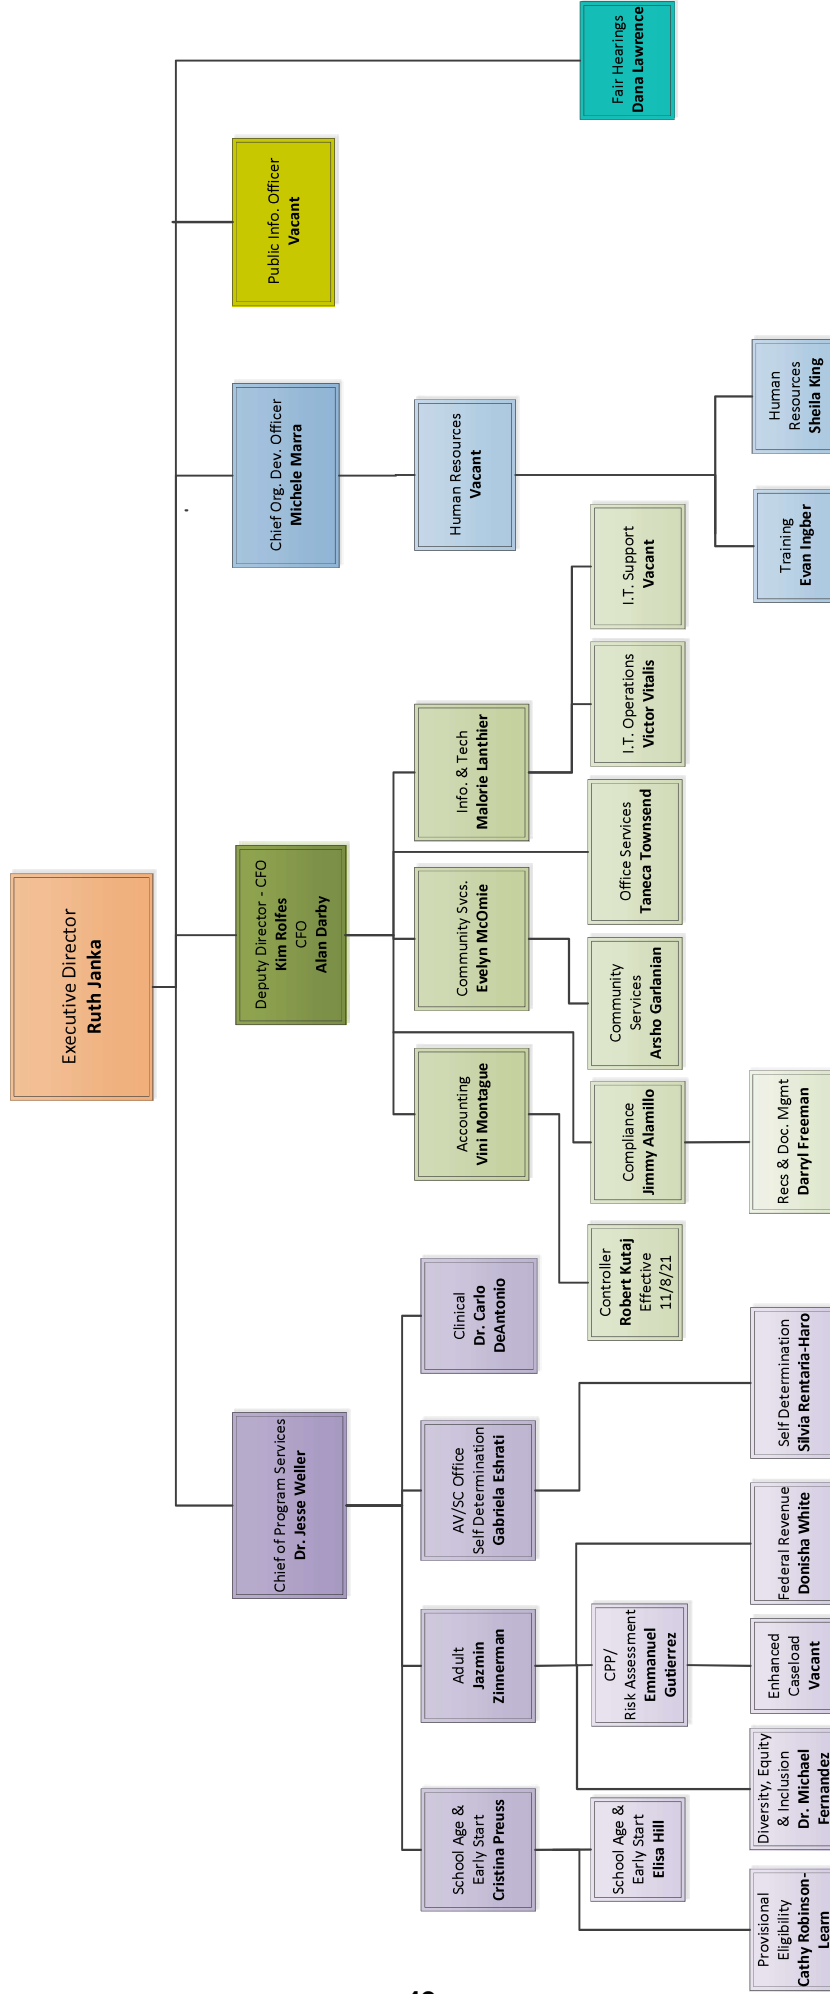 Executive Director
Ruth Janka
Chief of Program Services
Dr. Jesse Weller
Deputy Director - CFO
Kim Rolfes
CFO
Alan Darby
Chief Org. Dev. Officer
Michele Marra
Public Info. Officer
Vacant
School Age &
Early Start
Cristina Preuss
Adult
Jazmin
Zinnerman
AV/SC Office
Self Determination
Gabriela Eshrati
Clinical
Dr. Carlo
DeAntonio
Accounting
Vini Montague
Community Svcs.
Evelyn McOmie
Info. & Tech
Malorie Lanthier
Human Resources
Vacant
School Age &
Early Start
Elisa Hill
CPP/
Risk Assessment
Emmanuel
Gutierrez
Controller
Robert Kutaj
Effective
11/8/21
Compliance
Jimmy Alamillo
Community
Services
Arsho Garlanian
Office Services
Taneca Townsend
I.T. Operations
Victor Vitalis
I.T. Support
Vacant
Fair Hearings
Dana Lawrence
Provisional
Eligibility
Cathy Robinson-
Learn
Diversity, Equity
& Inclusion
Dr. Michael
Fernandez
Enhanced
Caseload
Vacant
Federal Revenue
Donisha White
Self Determination
Silvia Rentaria-Haro
Recs & Doc. Mgmt
Darryl Freeman
Training
Evan Ingber
Human
Resources
Sheila King